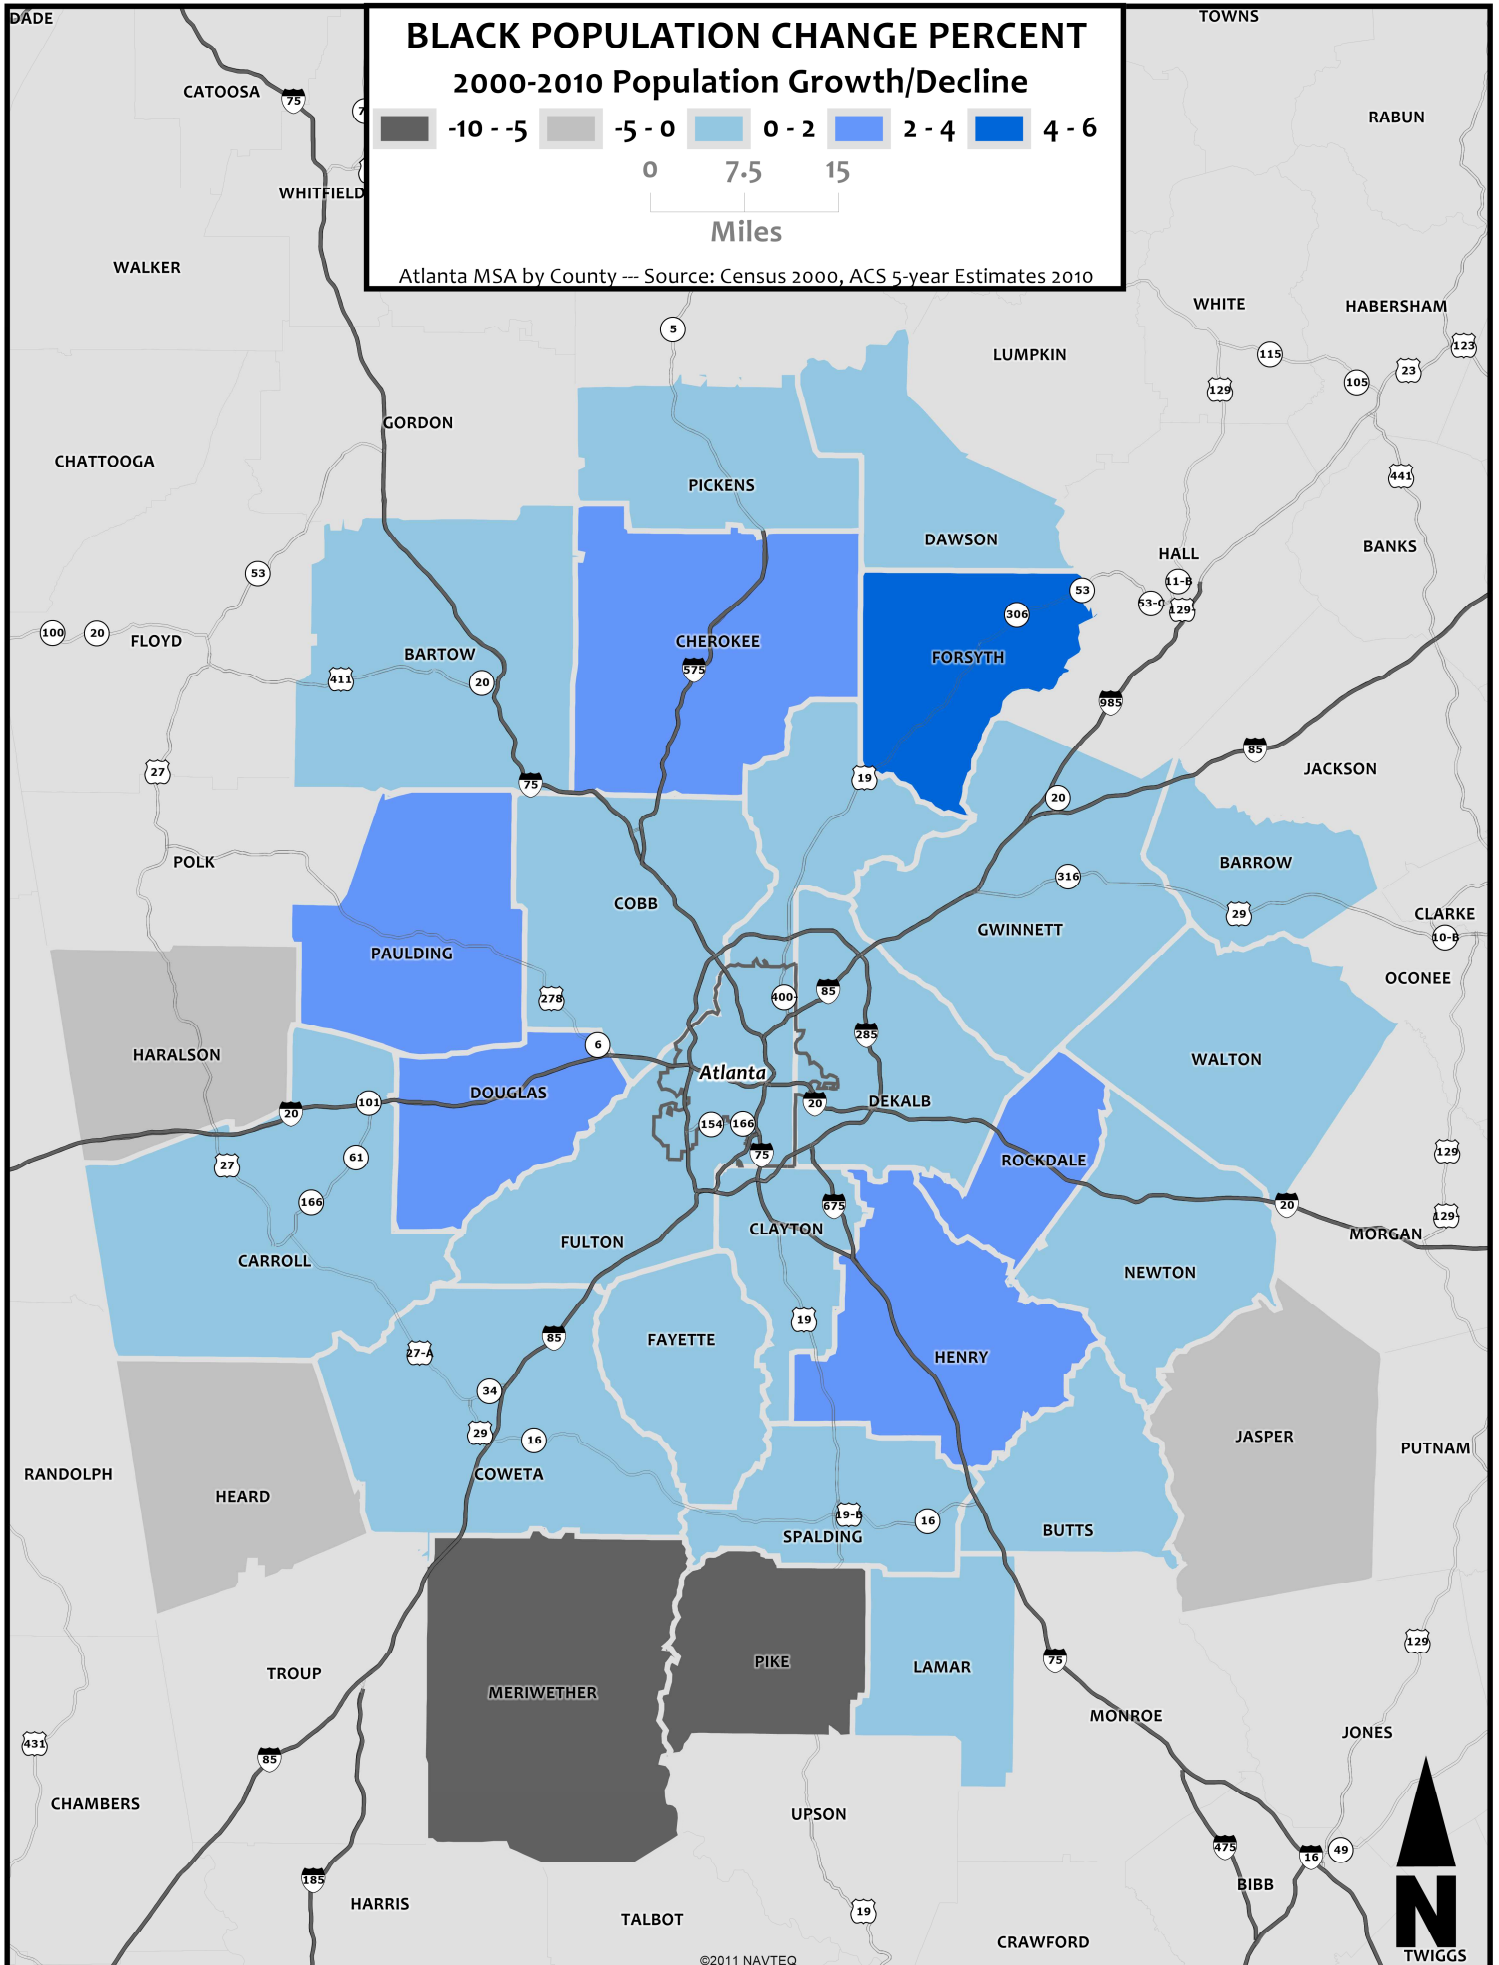 BLACK POPULATION CHANGE PERCENT
2000-2010 Population Growth/Decline
-10 - -5 -5 - 0 0 - 2 2 - 4 4 - 6
0 7.5 15
Miles
Atlanta MSA by County --- Source: Census 2000, ACS 5-year Estimates 2010
DADE
TOWNS
CATOOSA
75
RABUN
WHITFIELD
WALKER
WHITE
HABERSHAM
5
LUMPKIN
115
123
23
105
129
GORDON
CHATTOOGA
441
PICKENS
DAWSON
BANKS
HALL
53
11-B
53
306
53-C
129-
100
20
FLOYD
BARTOW
CHEROKEE
FORSYTH
575
411
20
985
27
75
19
85
JACKSON
20
POLK
BARROW
316
COBB
29
CLARKE
GWINNETT
10-B
PAULDING
OCONEE
278
400-
85
285
6
HARALSON
WALTON
Atlanta
DOUGLAS
20
101
20
DEKALB
154
166
75
61
27
ROCKDALE
129
166
675
20
129-
CLAYTON
MORGAN
FULTON
CARROLL
NEWTON
19
85
FAYETTE
27-A
HENRY
34
29
16
JASPER
PUTNAM
RANDOLPH
COWETA
HEARD
19-B
16
SPALDING
BUTTS
129
75
PIKE
LAMAR
TROUP
MERIWETHER
MONROE
431
85
JONES
CHAMBERS
UPSON
475
16
49
185
BIBB
HARRIS
19
TALBOT
N
CRAWFORD
TWIGGS
©2011 NAVTEQ